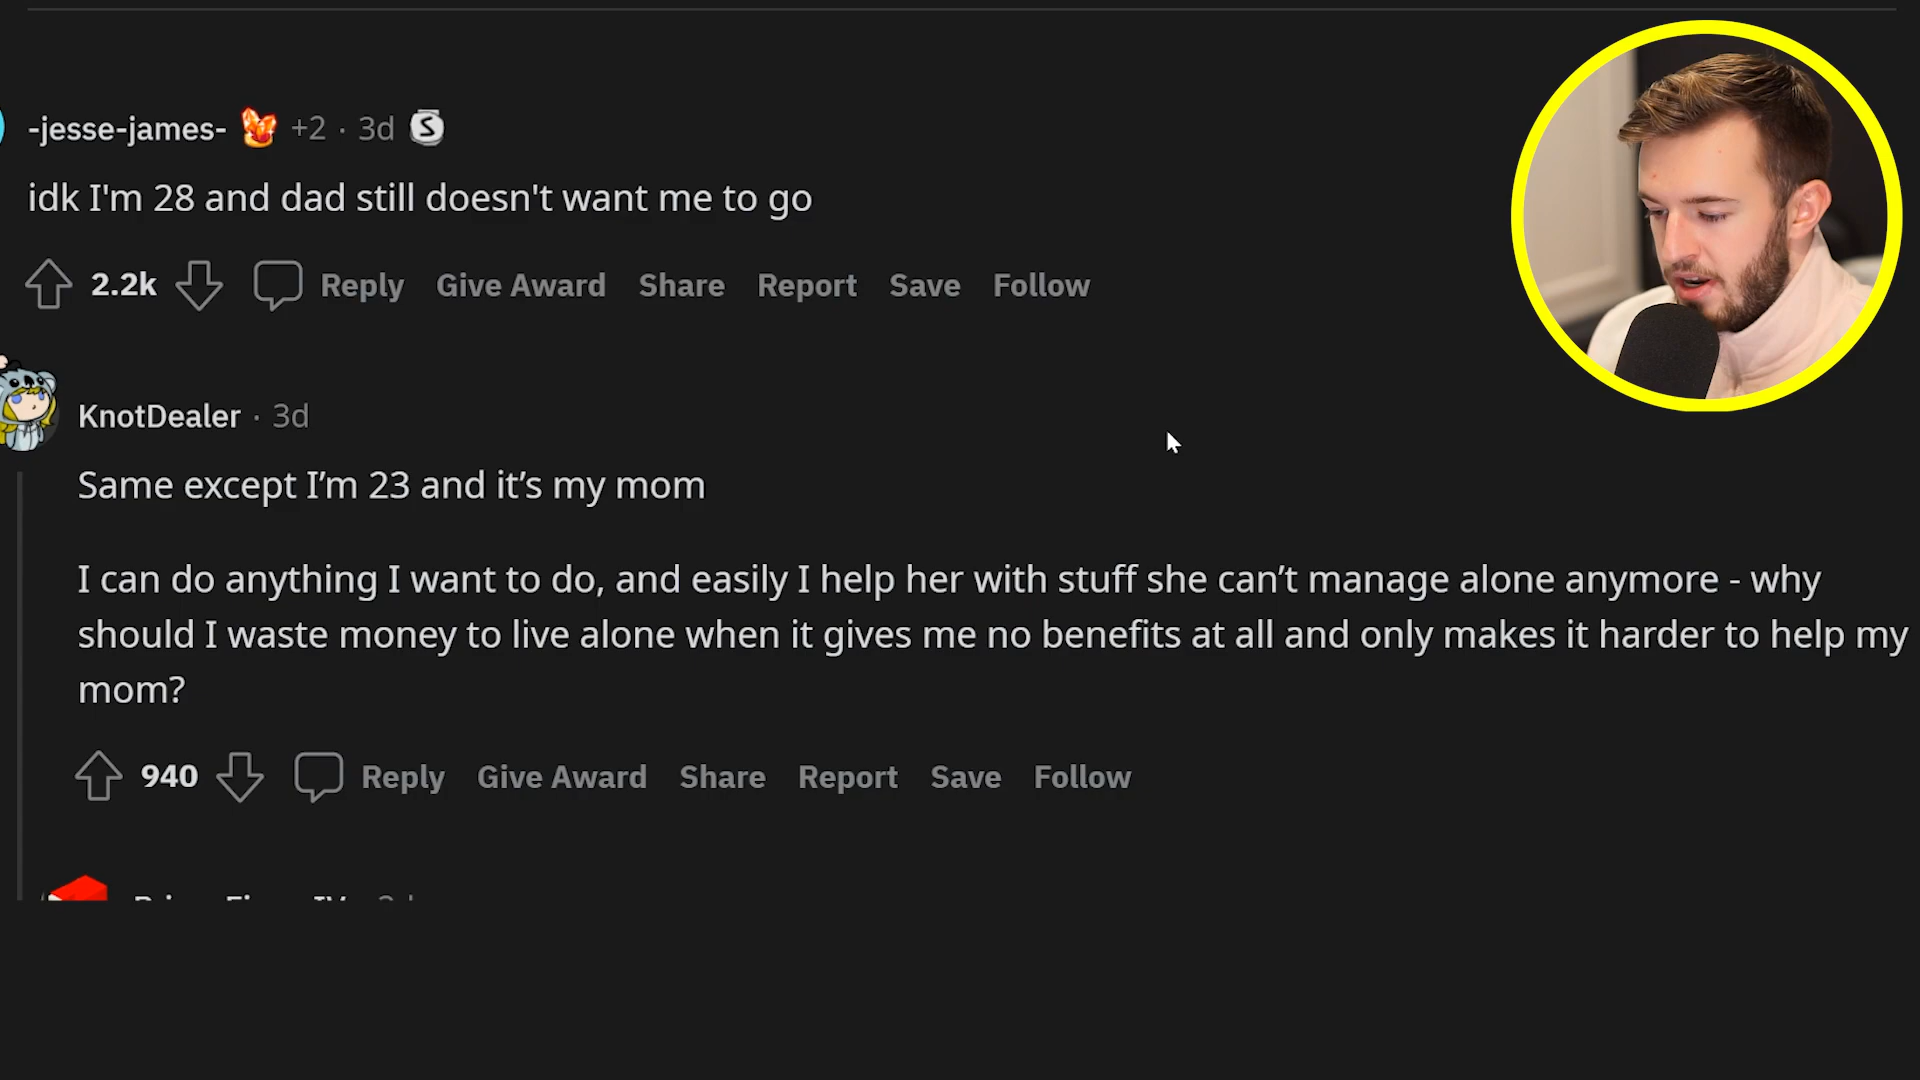 -jesse-james- +2 · 3d S
idk I'm 28 and dad still doesn't want me to go
2.2k Reply Give Award Share Report Save Follow
KnotDealer · 3d
Same except I’m 23 and it’s my mom
I can do anything I want to do, and easily I help her with stuff she can’t manage alone anymore - why
should I waste money to live alone when it gives me no benefits at all and only makes it harder to help my
mom?
940 Reply Give Award Share Report Save Follow